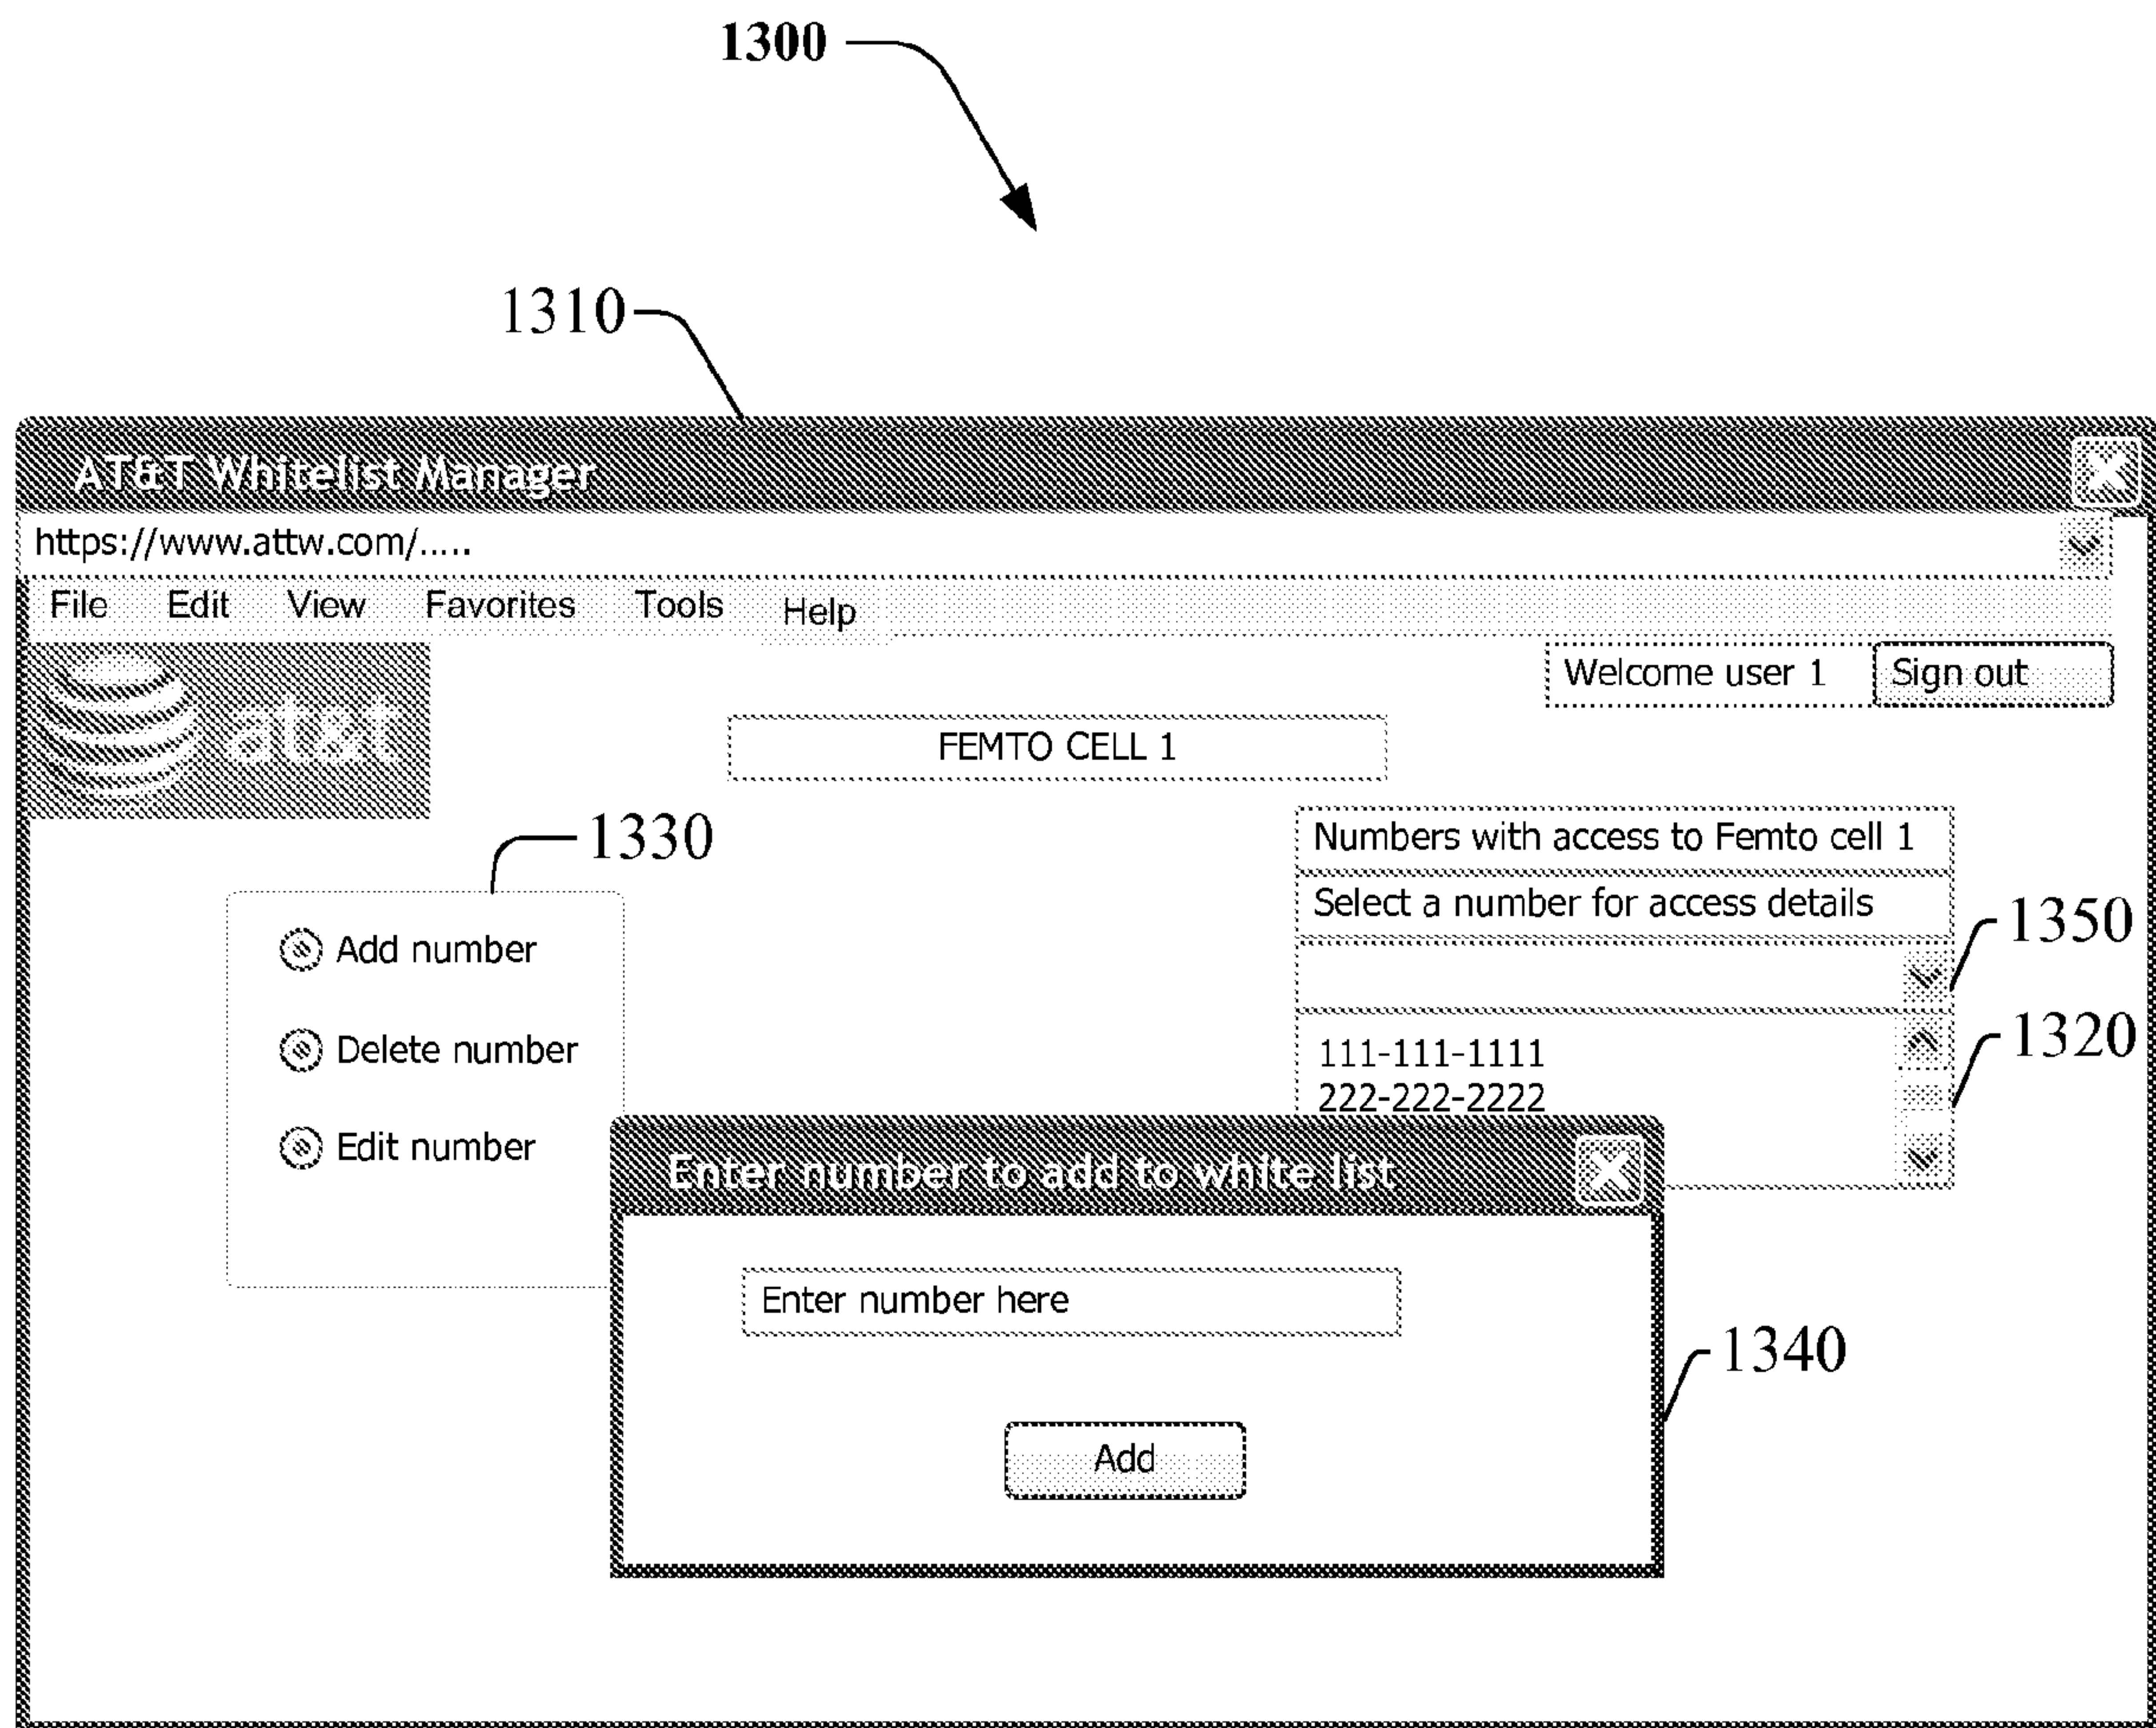 1300
1310
AT&T Whitelist Manager
https://www.attw.com/.....
File Edit View Favorites Tools Help
at&t
Welcome user 1 Sign out
FEMTO CELL 1
1330
Numbers with access to Femto cell 1
Select a number for access details
1350
Add number
Delete number
Edit number
1320
111-111-1111
222-222-2222
Enter number to add to white list
Enter number here
1340
Add